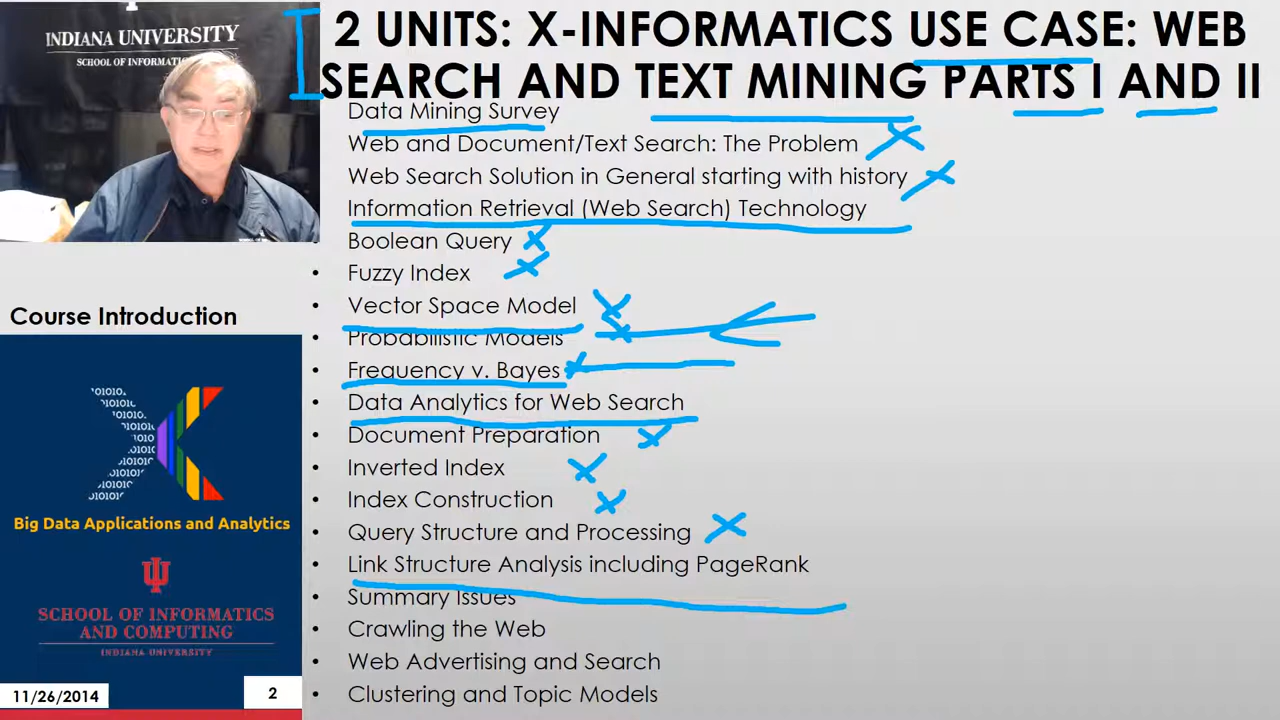 INDIANA UNIVERSITY
2 UNITS: X-INFORMATICS USE CASE: WEB
SEARCH AND TEXT MINING PARTS I AND II
Data Mining Survey
Web and Document/Text Search: The Problem
Web Search Solution in General starting with history
Information Retrieval (Web Search) Technology
• Boolean Query
• Fuzzy Index
• Vector Space Model
• Probabilistic Models
• Frequency v. Bayes
• Data Analytics for Web Search
• Document Preparation
• Inverted Index
• Index Construction
• Query Structure and Processing
• Link Structure Analysis including PageRank
• Summary Issues
• Crawling the Web
• Web Advertising and Search
• Clustering and Topic Models
Course Introduction
Big Data Applications and Analytics
SCHOOL OF INFORMATICS
AND COMPUTING
INDIANA UNIVERSITY
11/26/2014
2